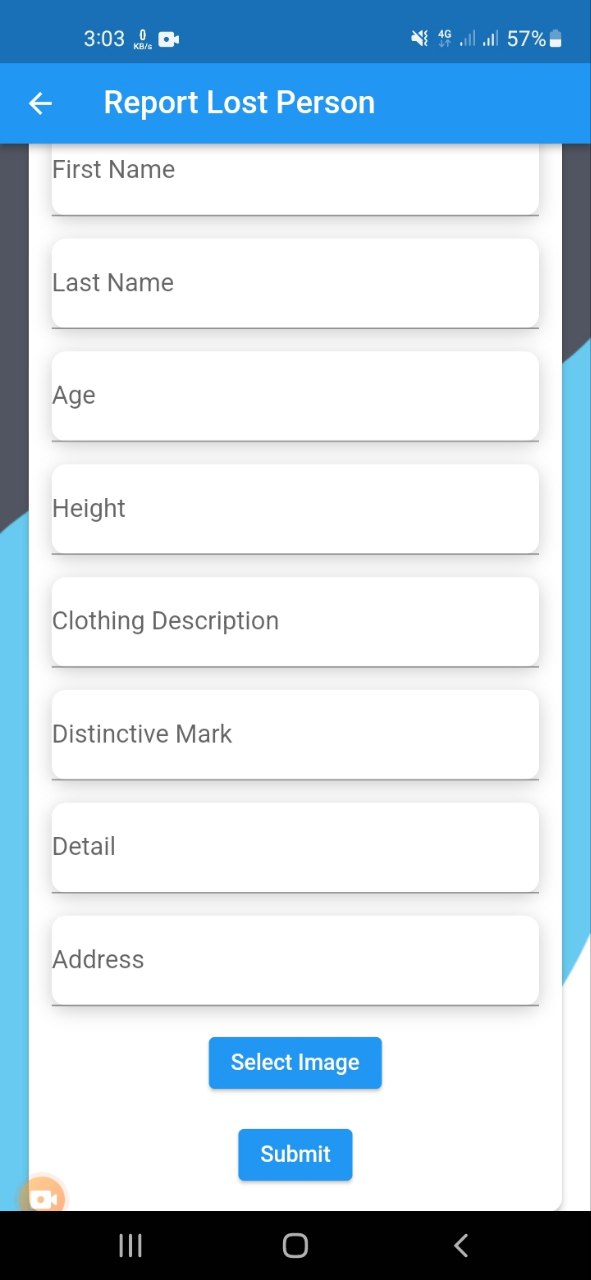 3:03 0 KB/s 4G 57%
Report Lost Person
First Name
Last Name
Age
Height
Clothing Description
Distinctive Mark
Detail
Address
Select Image
Submit